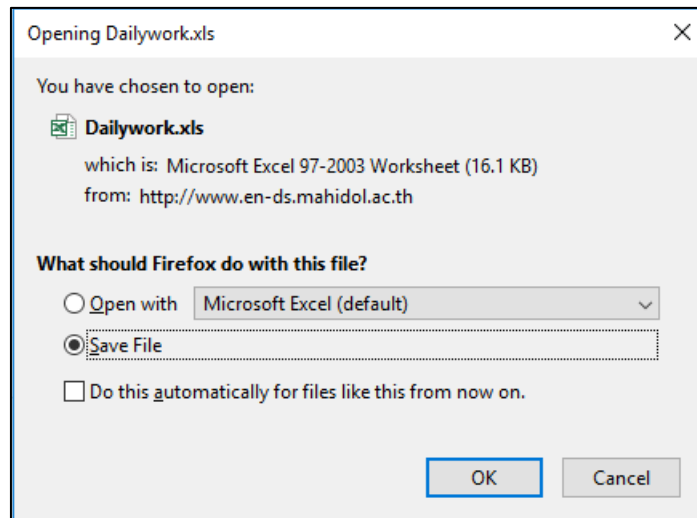 Opening Dailywork.xls
You have chosen to open:
Dailywork.xls
which is: Microsoft Excel 97-2003 Worksheet (16.1 KB)
from: http://www.en-ds.mahidol.ac.th
What should Firefox do with this file?
Open with Microsoft Excel (default)
Save File
Do this automatically for files like this from now on.
OK Cancel